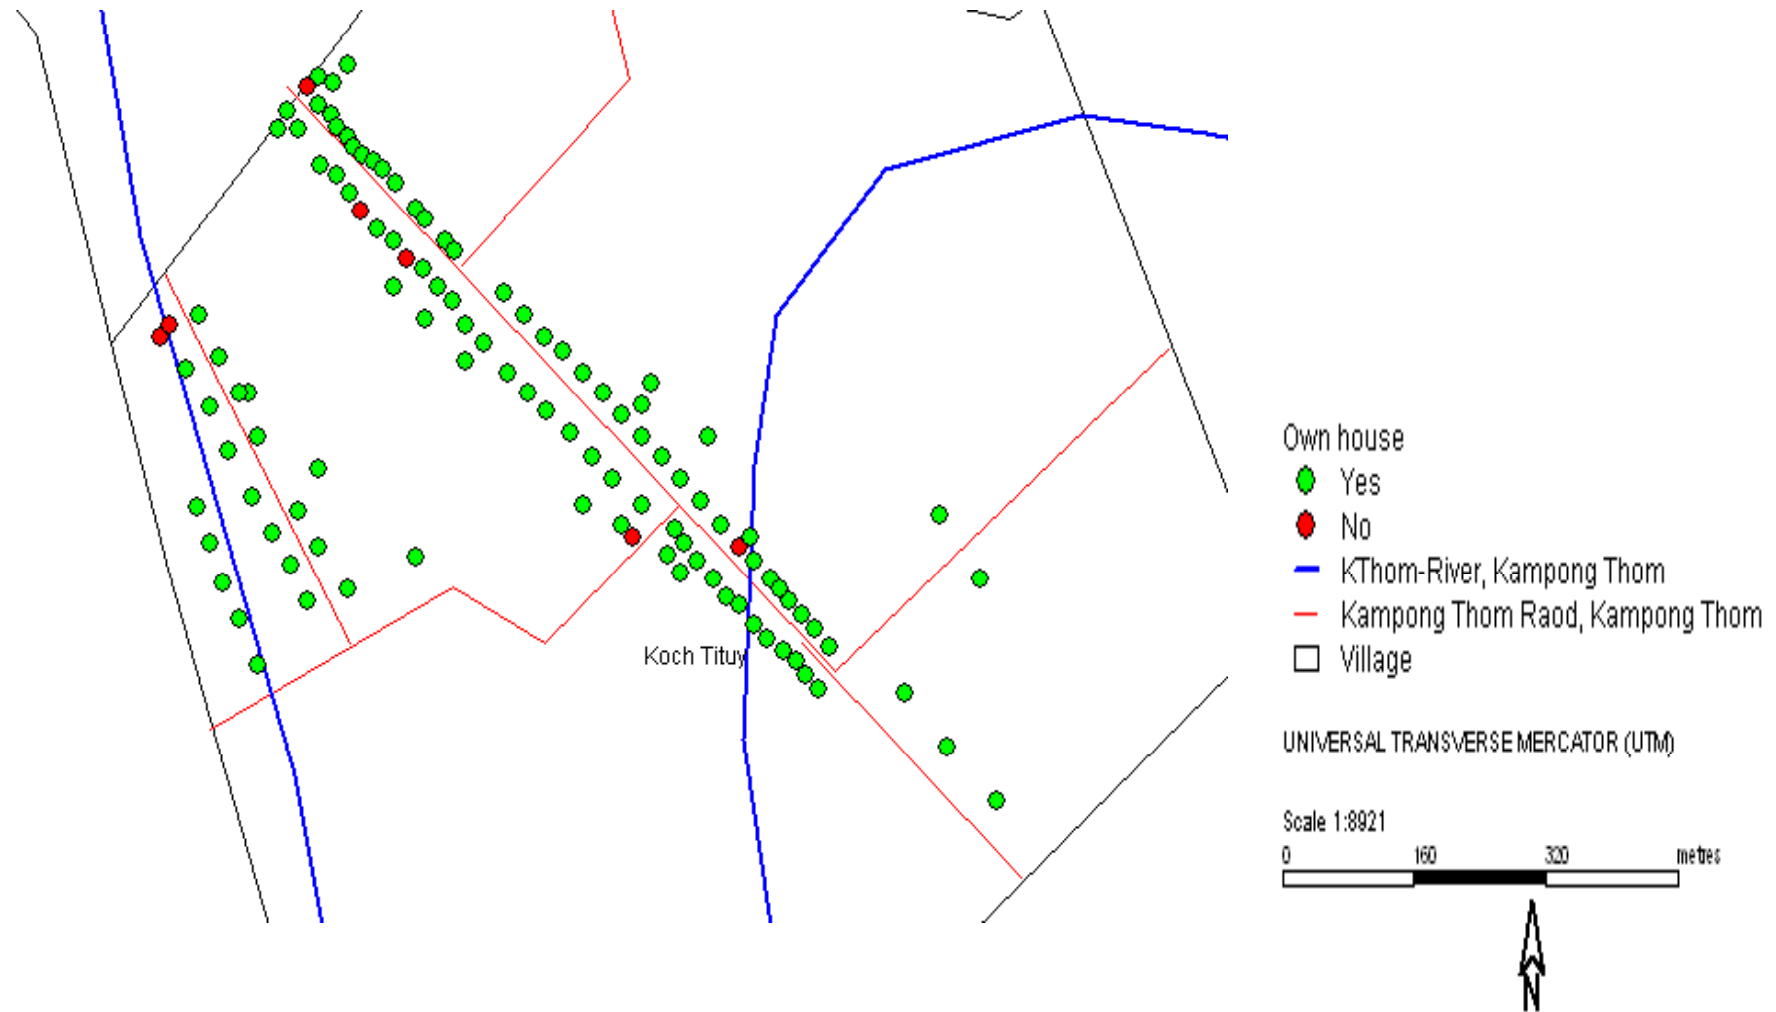 Koch Tituy
Own house
Yes
No
KThom-River, Kampong Thom
Kampong Thom Raod, Kampong Thom
Village
UNIVERSAL TRANSVERSE MERCATOR (UTM)
Scale 1:8921
0 160 320 metres
N